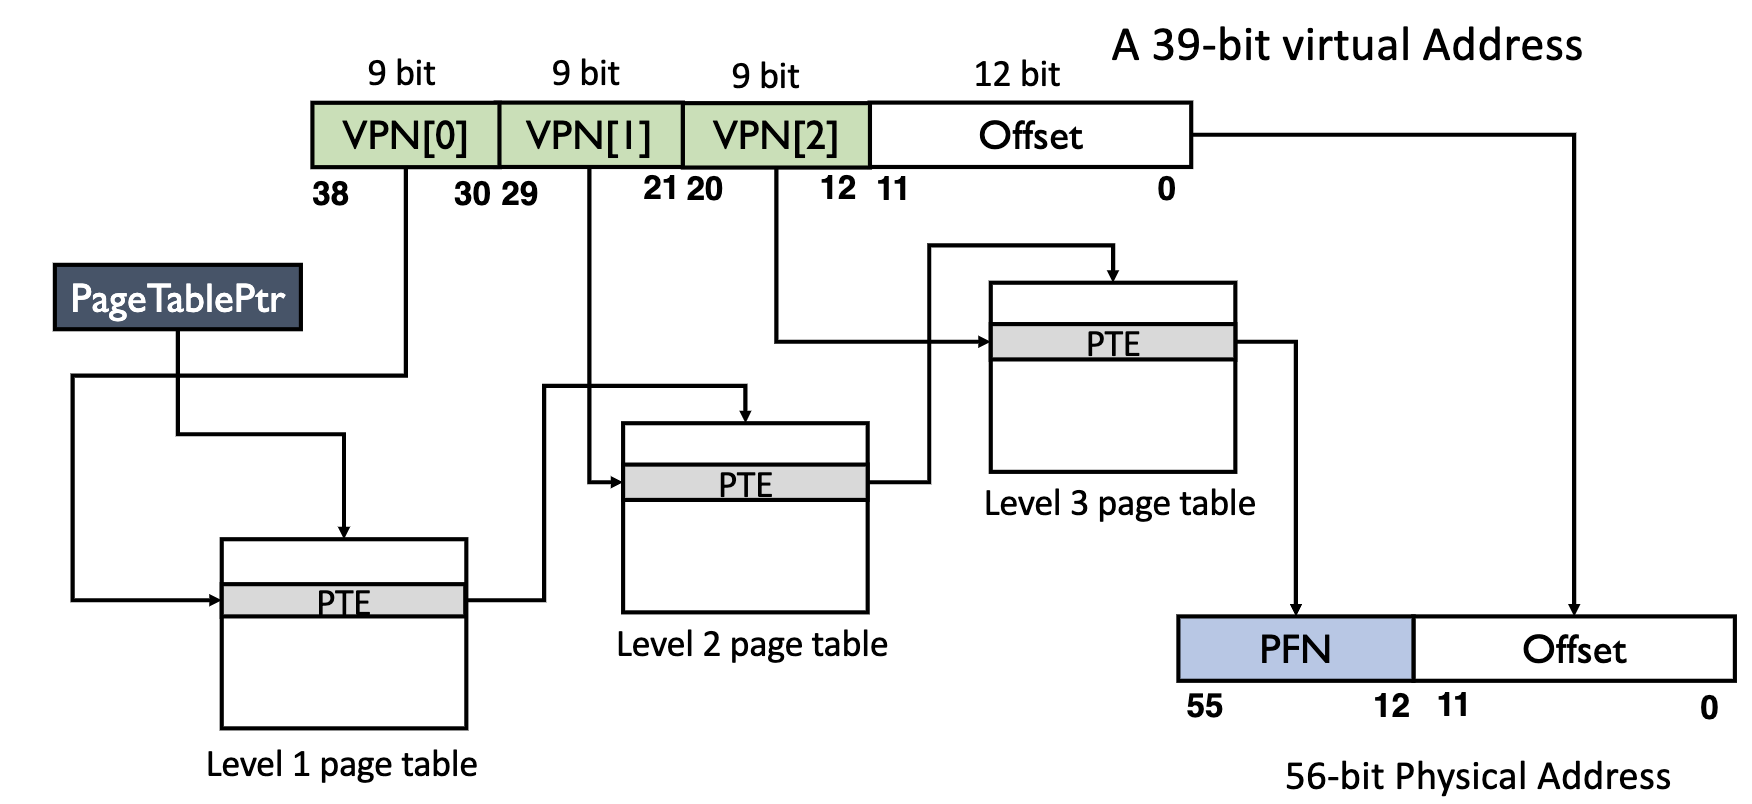 A 39-bit virtual Address
9 bit 9 bit 9 bit 12 bit
VPN[0] VPN[1] VPN[2] Offset
38 30 29 21 20 12 11 0
PageTablePtr
PTE
Level 3 page table
PTE
Level 2 page table
PTE
Level 1 page table
PFN Offset
55 12 11 0
56-bit Physical Address